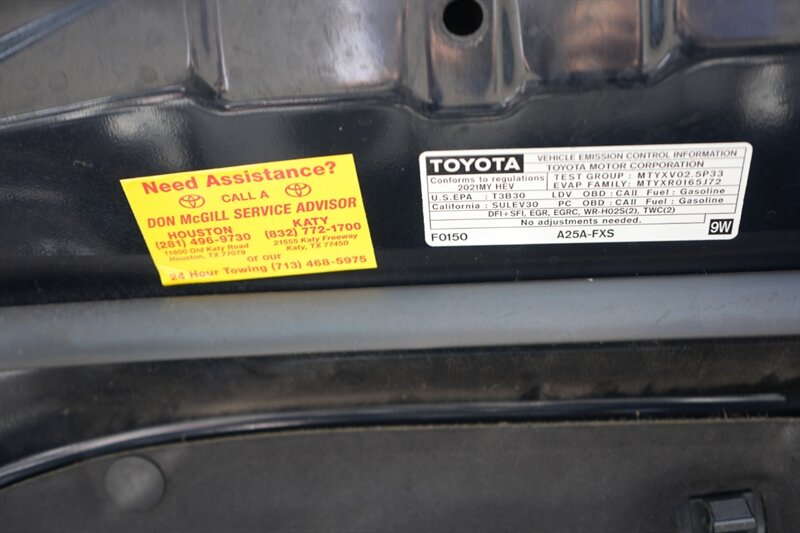 Need Assistance?
CALL A
DON McGILL SERVICE ADVISOR
HOUSTON KATY
(281) 496-9730 (832) 772-1700
11800 Old Katy Road 21555 Katy Freeway
Houston, TX 77079 Katy, TX 77450
or our
24 Hour Towing (713) 468-5975
TOYOTA VEHICLE EMISSION CONTROL INFORMATION
TOYOTA MOTOR CORPORATION
Conforms to regulations TEST GROUP : MTYXV02.5P33
2021MY HEV EVAP FAMILY: MTYXR0165J72
U.S.EPA : T3B30 LDV OBD : CAII Fuel : Gasoline
California : SULEV30 PC OBD : CAII Fuel : Gasoline
DFI+SFI, EGR, EGRC, WR-HO2S(2), TWC(2)
No adjustments needed.
F0150 A25A-FXS 9W